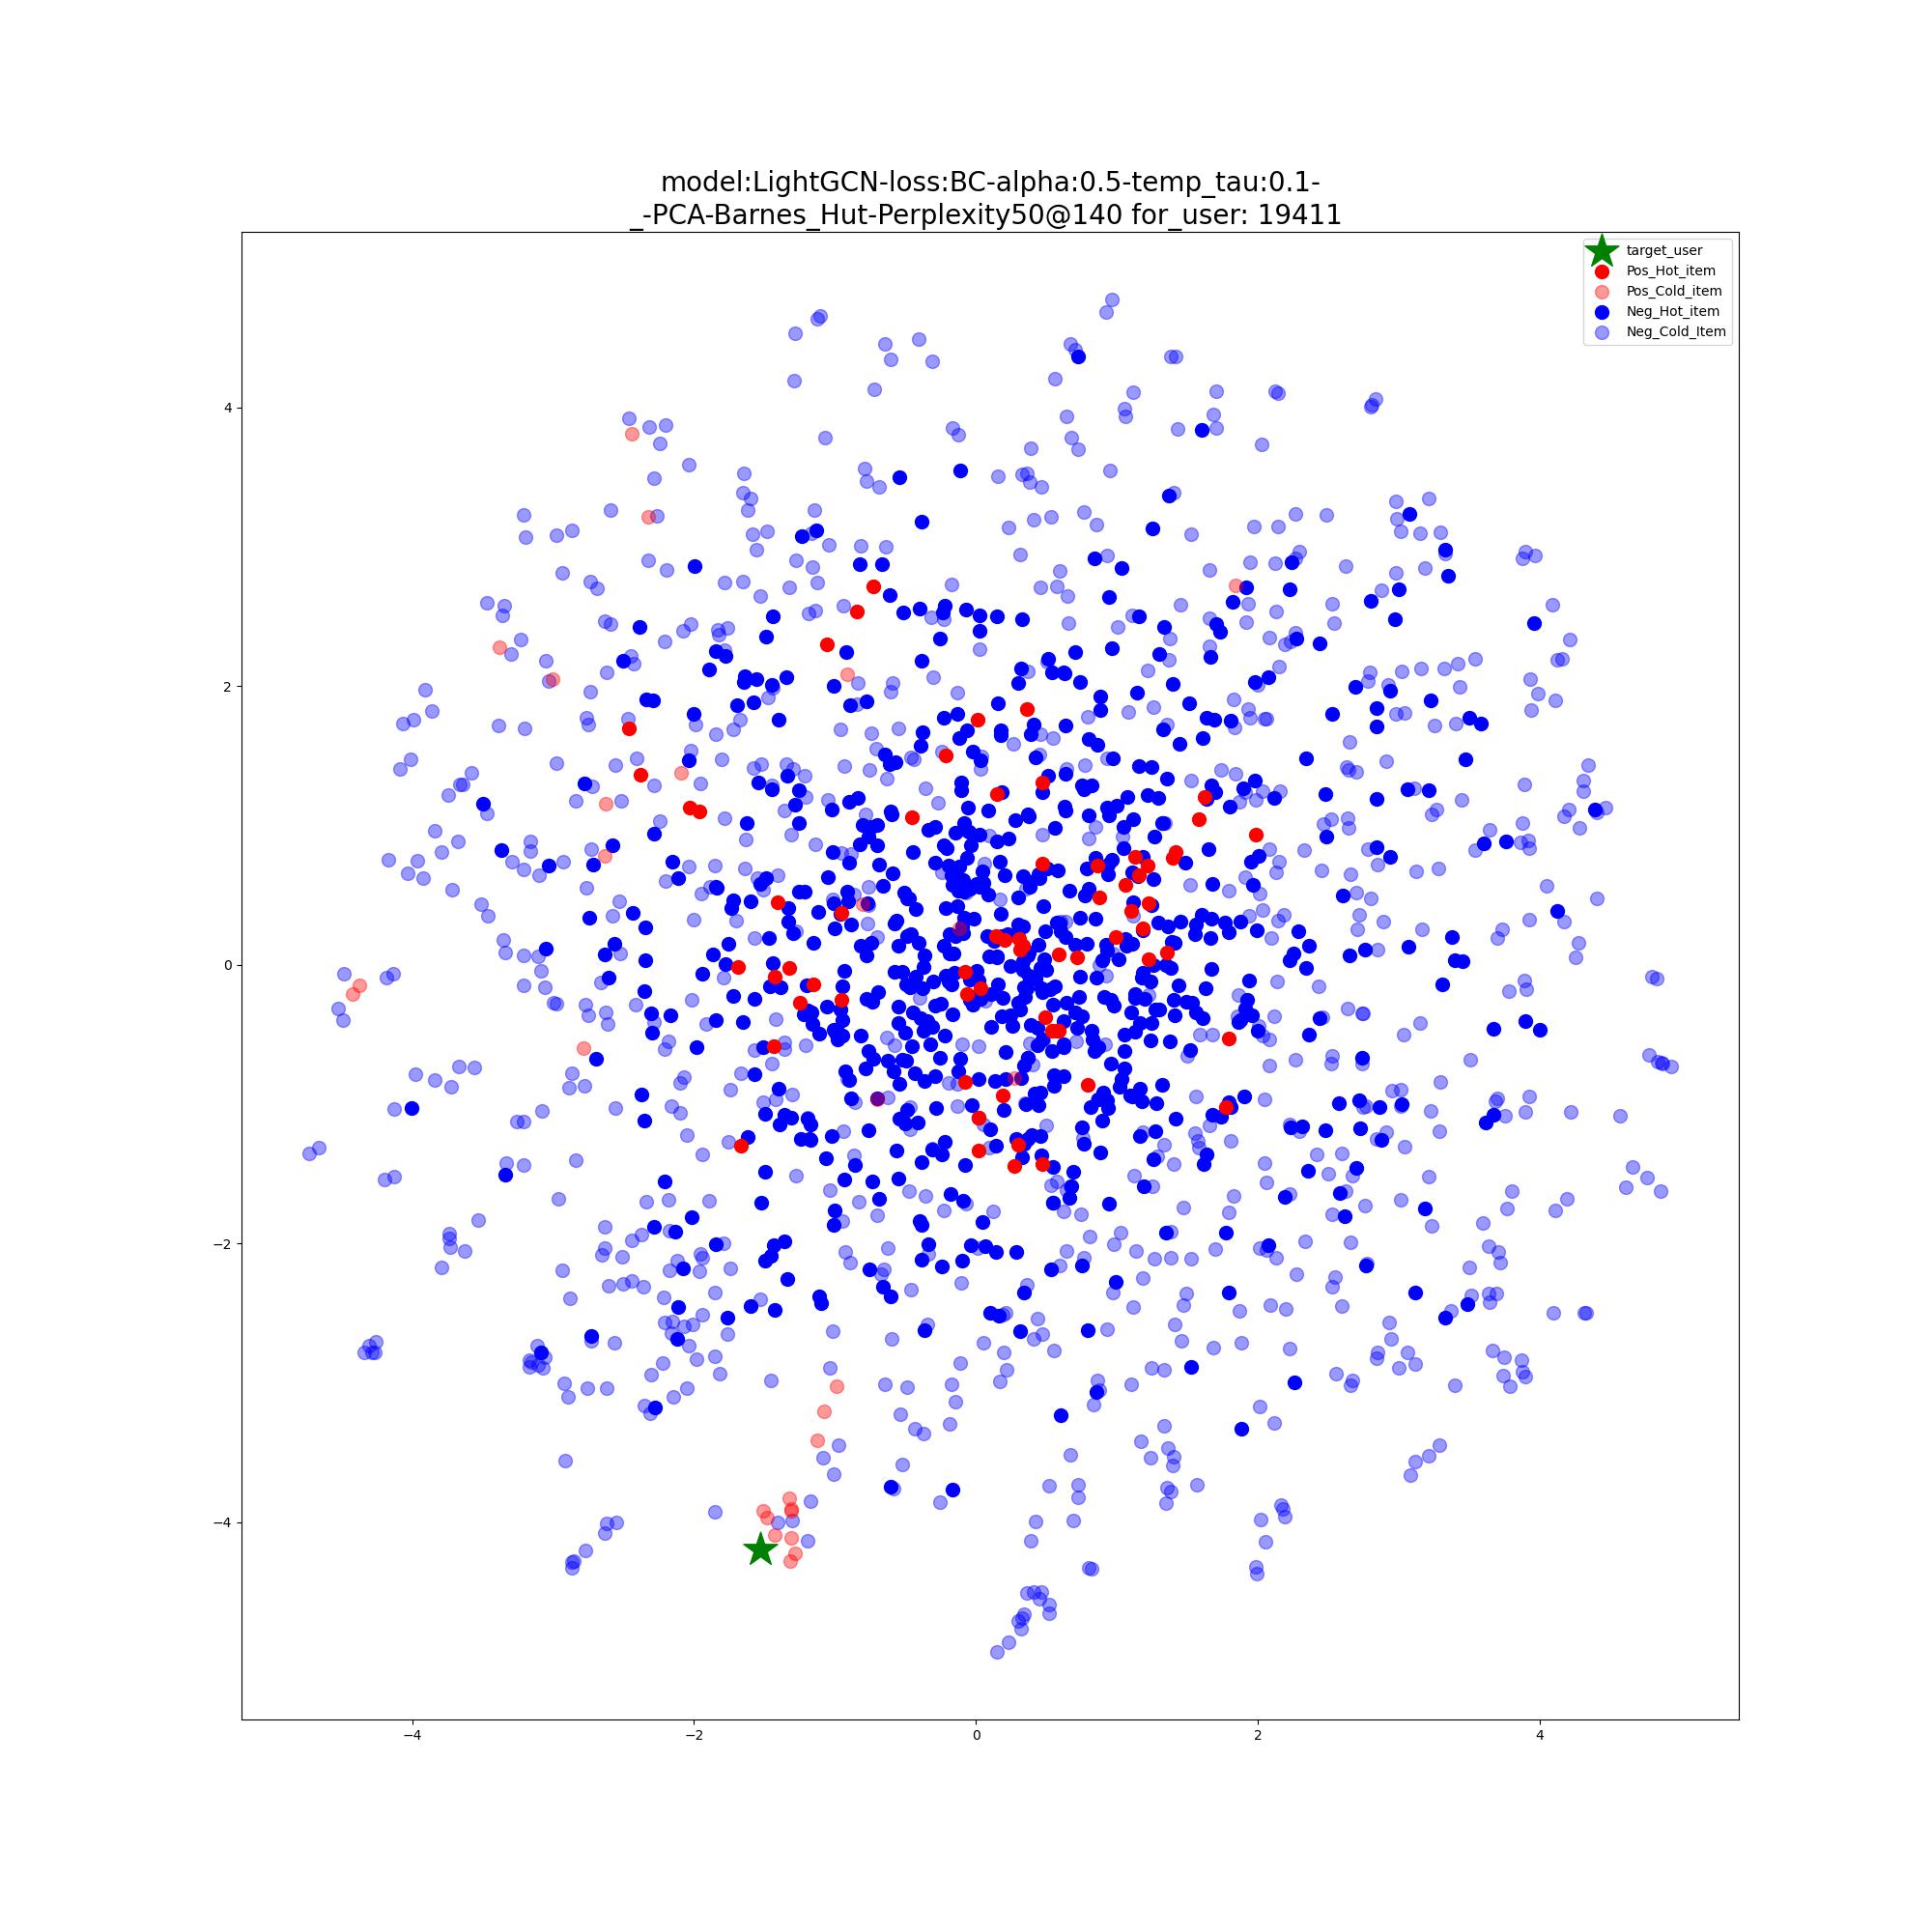 model:LightGCN-loss:BC-alpha:0.5-temp_tau:0.1-
_-PCA-Barnes_Hut-Perplexity50@140 for_user: 19411
target_user
Pos_Hot_item
Pos_Cold_item
Neg_Hot_item
Neg_Cold_Item
4
2
0
−2
−4
−4
−2
0
2
4